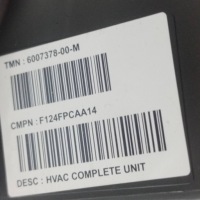 TMN : 6007378-00-M
CMPN : F124FPCAA14
DESC : HVAC COMPLETE UNIT